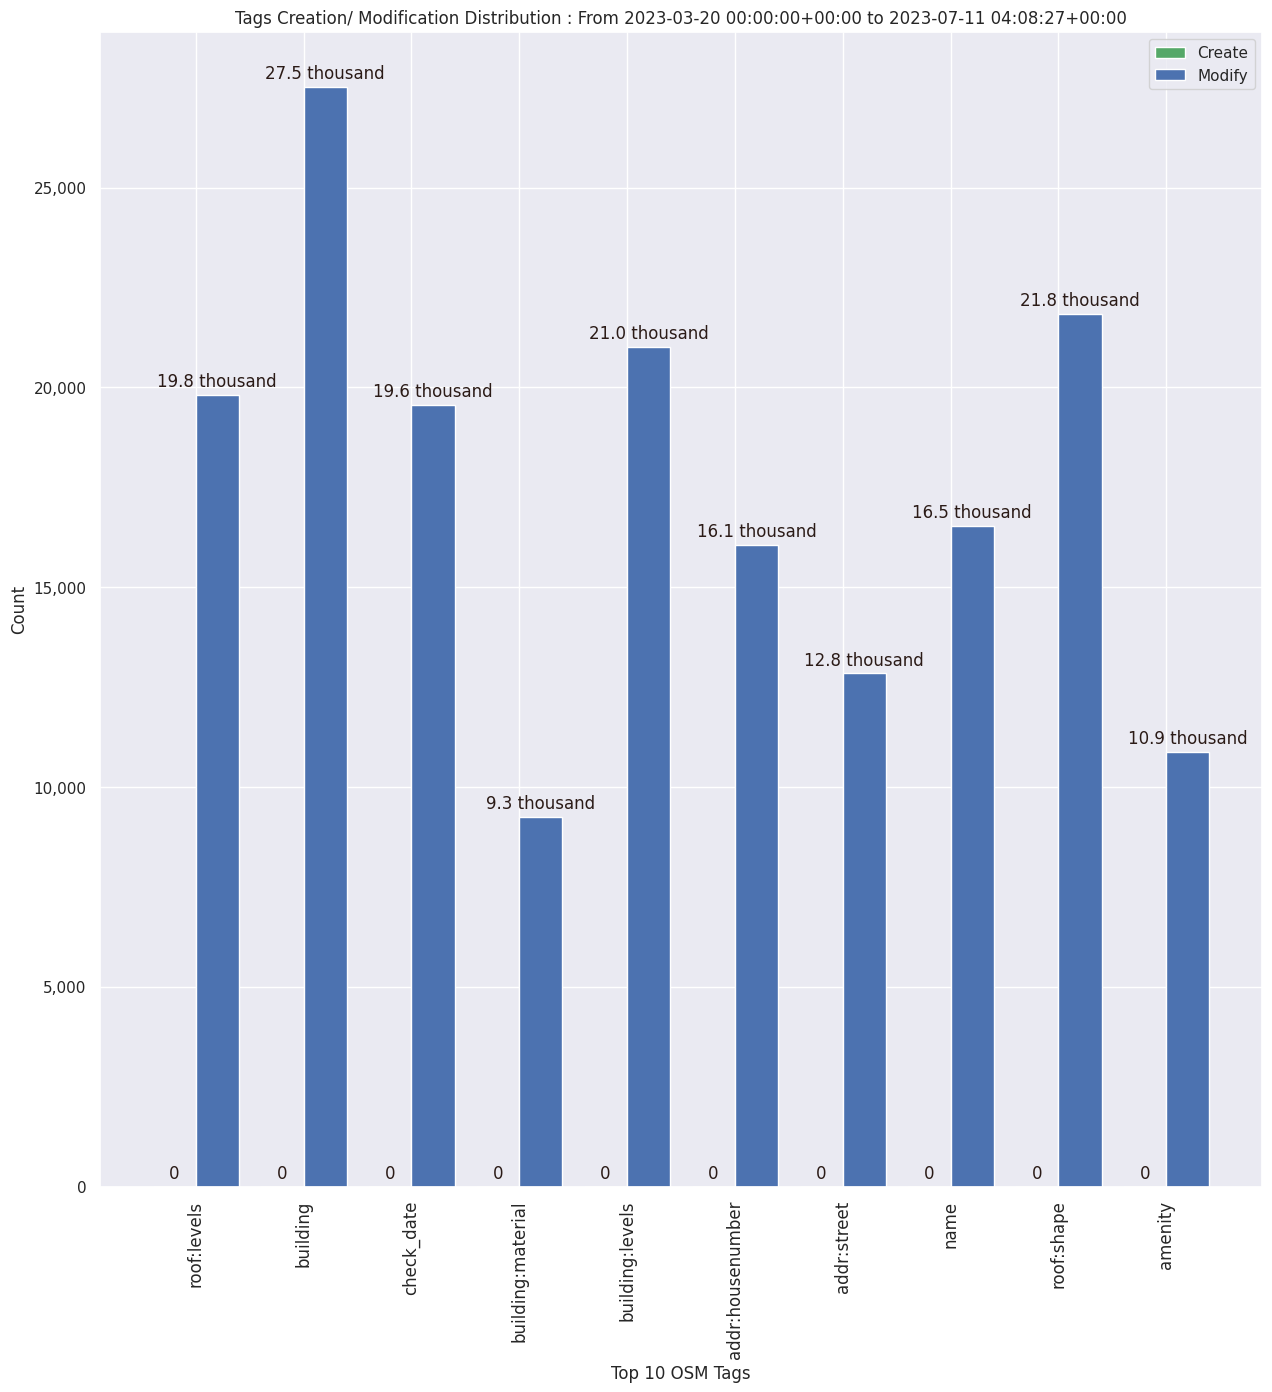 Tags Creation/ Modification Distribution : From 2023-03-20 00:00:00+00:00 to 2023-07-11 04:08:27+00:00
Create
Modify
27.5 thousand
21.8 thousand
21.0 thousand
19.8 thousand
19.6 thousand
16.5 thousand
16.1 thousand
12.8 thousand
10.9 thousand
9.3 thousand
25,000
20,000
15,000
10,000
5,000
0
Count
0 0 0 0 0 0 0 0 0 0
roof:levels
building
check_date
building:material
building:levels
addr:housenumber
addr:street
name
roof:shape
amenity
Top 10 OSM Tags